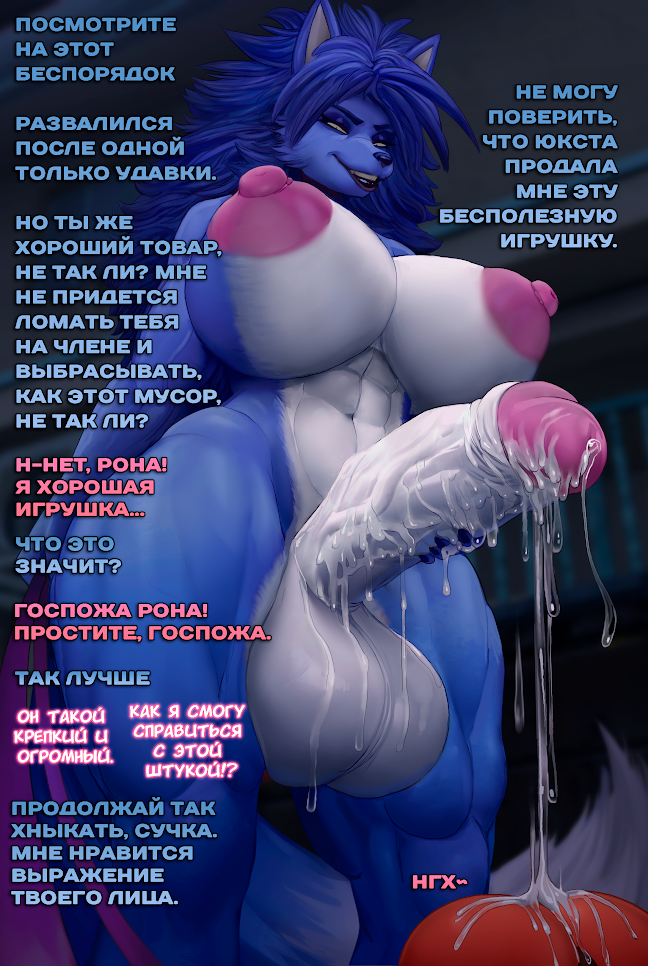 ПОСМОТРИТЕ
НА ЭТОТ
БЕСПОРЯДОК
НЕ МОГУ
ПОВЕРИТЬ,
ЧТО ЮКСТА
ПРОДАЛА
МНЕ ЭТУ
БЕСПОЛЕЗНУЮ
ИГРУШКУ.
РАЗВАЛИЛСЯ
ПОСЛЕ ОДНОЙ
ТОЛЬКО УДАВКИ.
НО ТЫ ЖЕ
ХОРОШИЙ ТОВАР,
НЕ ТАК ЛИ? МНЕ
НЕ ПРИДЕТСЯ
ЛОМАТЬ ТЕБЯ
НА ЧЛЕНЕ И
ВЫБРАСЫВАТЬ,
КАК ЭТОТ МУСОР,
НЕ ТАК ЛИ?
Н-НЕТ, РОНА!
Я ХОРОШАЯ
ИГРУШКА...
ЧТО ЭТО
ЗНАЧИТ?
ГОСПОЖА РОНА!
ПРОСТИТЕ, ГОСПОЖА.
ТАК ЛУЧШЕ
ОН ТАКОЙ
КРЕПКИЙ И
ОГРОМНЫЙ.
КАК Я СМОГУ
СПРАВИТЬСЯ
С ЭТОЙ
ШТУКОЙ!?
ПРОДОЛЖАЙ ТАК
ХНЫКАТЬ, СУЧКА.
МНЕ НРАВИТСЯ
ВЫРАЖЕНИЕ
ТВОЕГО ЛИЦА.
НГХ~